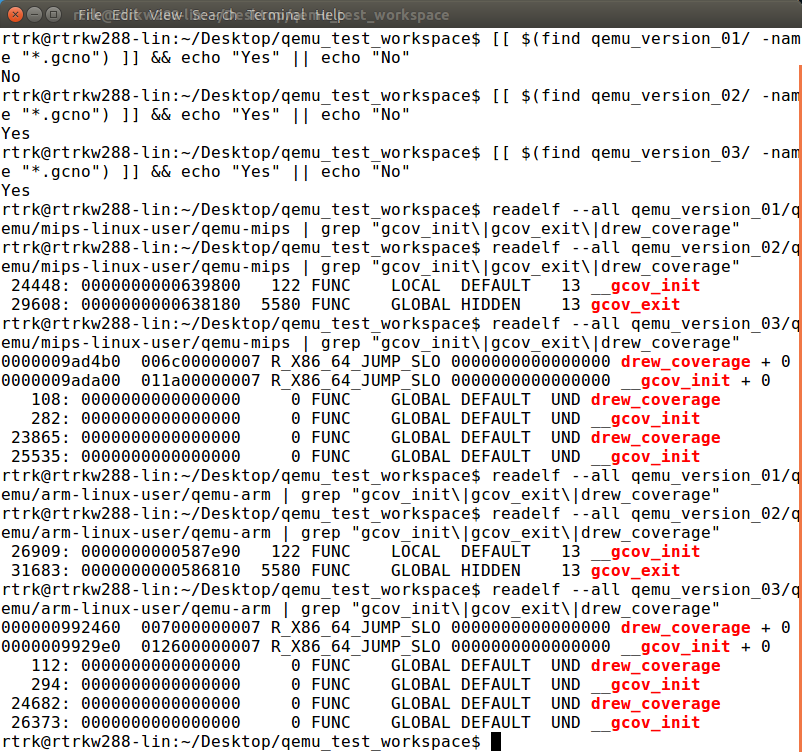 File Edit View Search Terminal Help
rtrk@rtrkw288-lin:~/Desktop/qemu_test_workspace$ [[ $(find qemu_version_01/ -nam
e "*.gcno") ]] && echo "Yes" || echo "No"
No
rtrk@rtrkw288-lin:~/Desktop/qemu_test_workspace$ [[ $(find qemu_version_02/ -nam
e "*.gcno") ]] && echo "Yes" || echo "No"
Yes
rtrk@rtrkw288-lin:~/Desktop/qemu_test_workspace$ [[ $(find qemu_version_03/ -nam
e "*.gcno") ]] && echo "Yes" || echo "No"
Yes
rtrk@rtrkw288-lin:~/Desktop/qemu_test_workspace$ readelf --all qemu_version_01/q
emu/mips-linux-user/qemu-mips | grep "gcov_init\|gcov_exit\|drew_coverage"
rtrk@rtrkw288-lin:~/Desktop/qemu_test_workspace$ readelf --all qemu_version_02/q
emu/mips-linux-user/qemu-mips | grep "gcov_init\|gcov_exit\|drew_coverage"
 24448: 0000000000639800   122 FUNC    LOCAL  DEFAULT   13 __gcov_init
 29608: 0000000000638180  5580 FUNC    GLOBAL HIDDEN    13 gcov_exit
rtrk@rtrkw288-lin:~/Desktop/qemu_test_workspace$ readelf --all qemu_version_03/q
emu/mips-linux-user/qemu-mips | grep "gcov_init\|gcov_exit\|drew_coverage"
0000009ad4b0  006c00000007 R_X86_64_JUMP_SLO 0000000000000000 drew_coverage + 0
0000009ada00  011a00000007 R_X86_64_JUMP_SLO 0000000000000000 __gcov_init + 0
   108: 0000000000000000     0 FUNC    GLOBAL DEFAULT  UND drew_coverage
   282: 0000000000000000     0 FUNC    GLOBAL DEFAULT  UND __gcov_init
 23865: 0000000000000000     0 FUNC    GLOBAL DEFAULT  UND drew_coverage
 25535: 0000000000000000     0 FUNC    GLOBAL DEFAULT  UND __gcov_init
rtrk@rtrkw288-lin:~/Desktop/qemu_test_workspace$ readelf --all qemu_version_01/q
emu/arm-linux-user/qemu-arm | grep "gcov_init\|gcov_exit\|drew_coverage"
rtrk@rtrkw288-lin:~/Desktop/qemu_test_workspace$ readelf --all qemu_version_02/q
emu/arm-linux-user/qemu-arm | grep "gcov_init\|gcov_exit\|drew_coverage"
 26909: 0000000000587e90   122 FUNC    LOCAL  DEFAULT   13 __gcov_init
 31683: 0000000000586810  5580 FUNC    GLOBAL HIDDEN    13 gcov_exit
rtrk@rtrkw288-lin:~/Desktop/qemu_test_workspace$ readelf --all qemu_version_03/q
emu/arm-linux-user/qemu-arm | grep "gcov_init\|gcov_exit\|drew_coverage"
000000992460  007000000007 R_X86_64_JUMP_SLO 0000000000000000 drew_coverage + 0
0000009929e0  012600000007 R_X86_64_JUMP_SLO 0000000000000000 __gcov_init + 0
   112: 0000000000000000     0 FUNC    GLOBAL DEFAULT  UND drew_coverage
   294: 0000000000000000     0 FUNC    GLOBAL DEFAULT  UND __gcov_init
 24682: 0000000000000000     0 FUNC    GLOBAL DEFAULT  UND drew_coverage
 26373: 0000000000000000     0 FUNC    GLOBAL DEFAULT  UND __gcov_init
rtrk@rtrkw288-lin:~/Desktop/qemu_test_workspace$